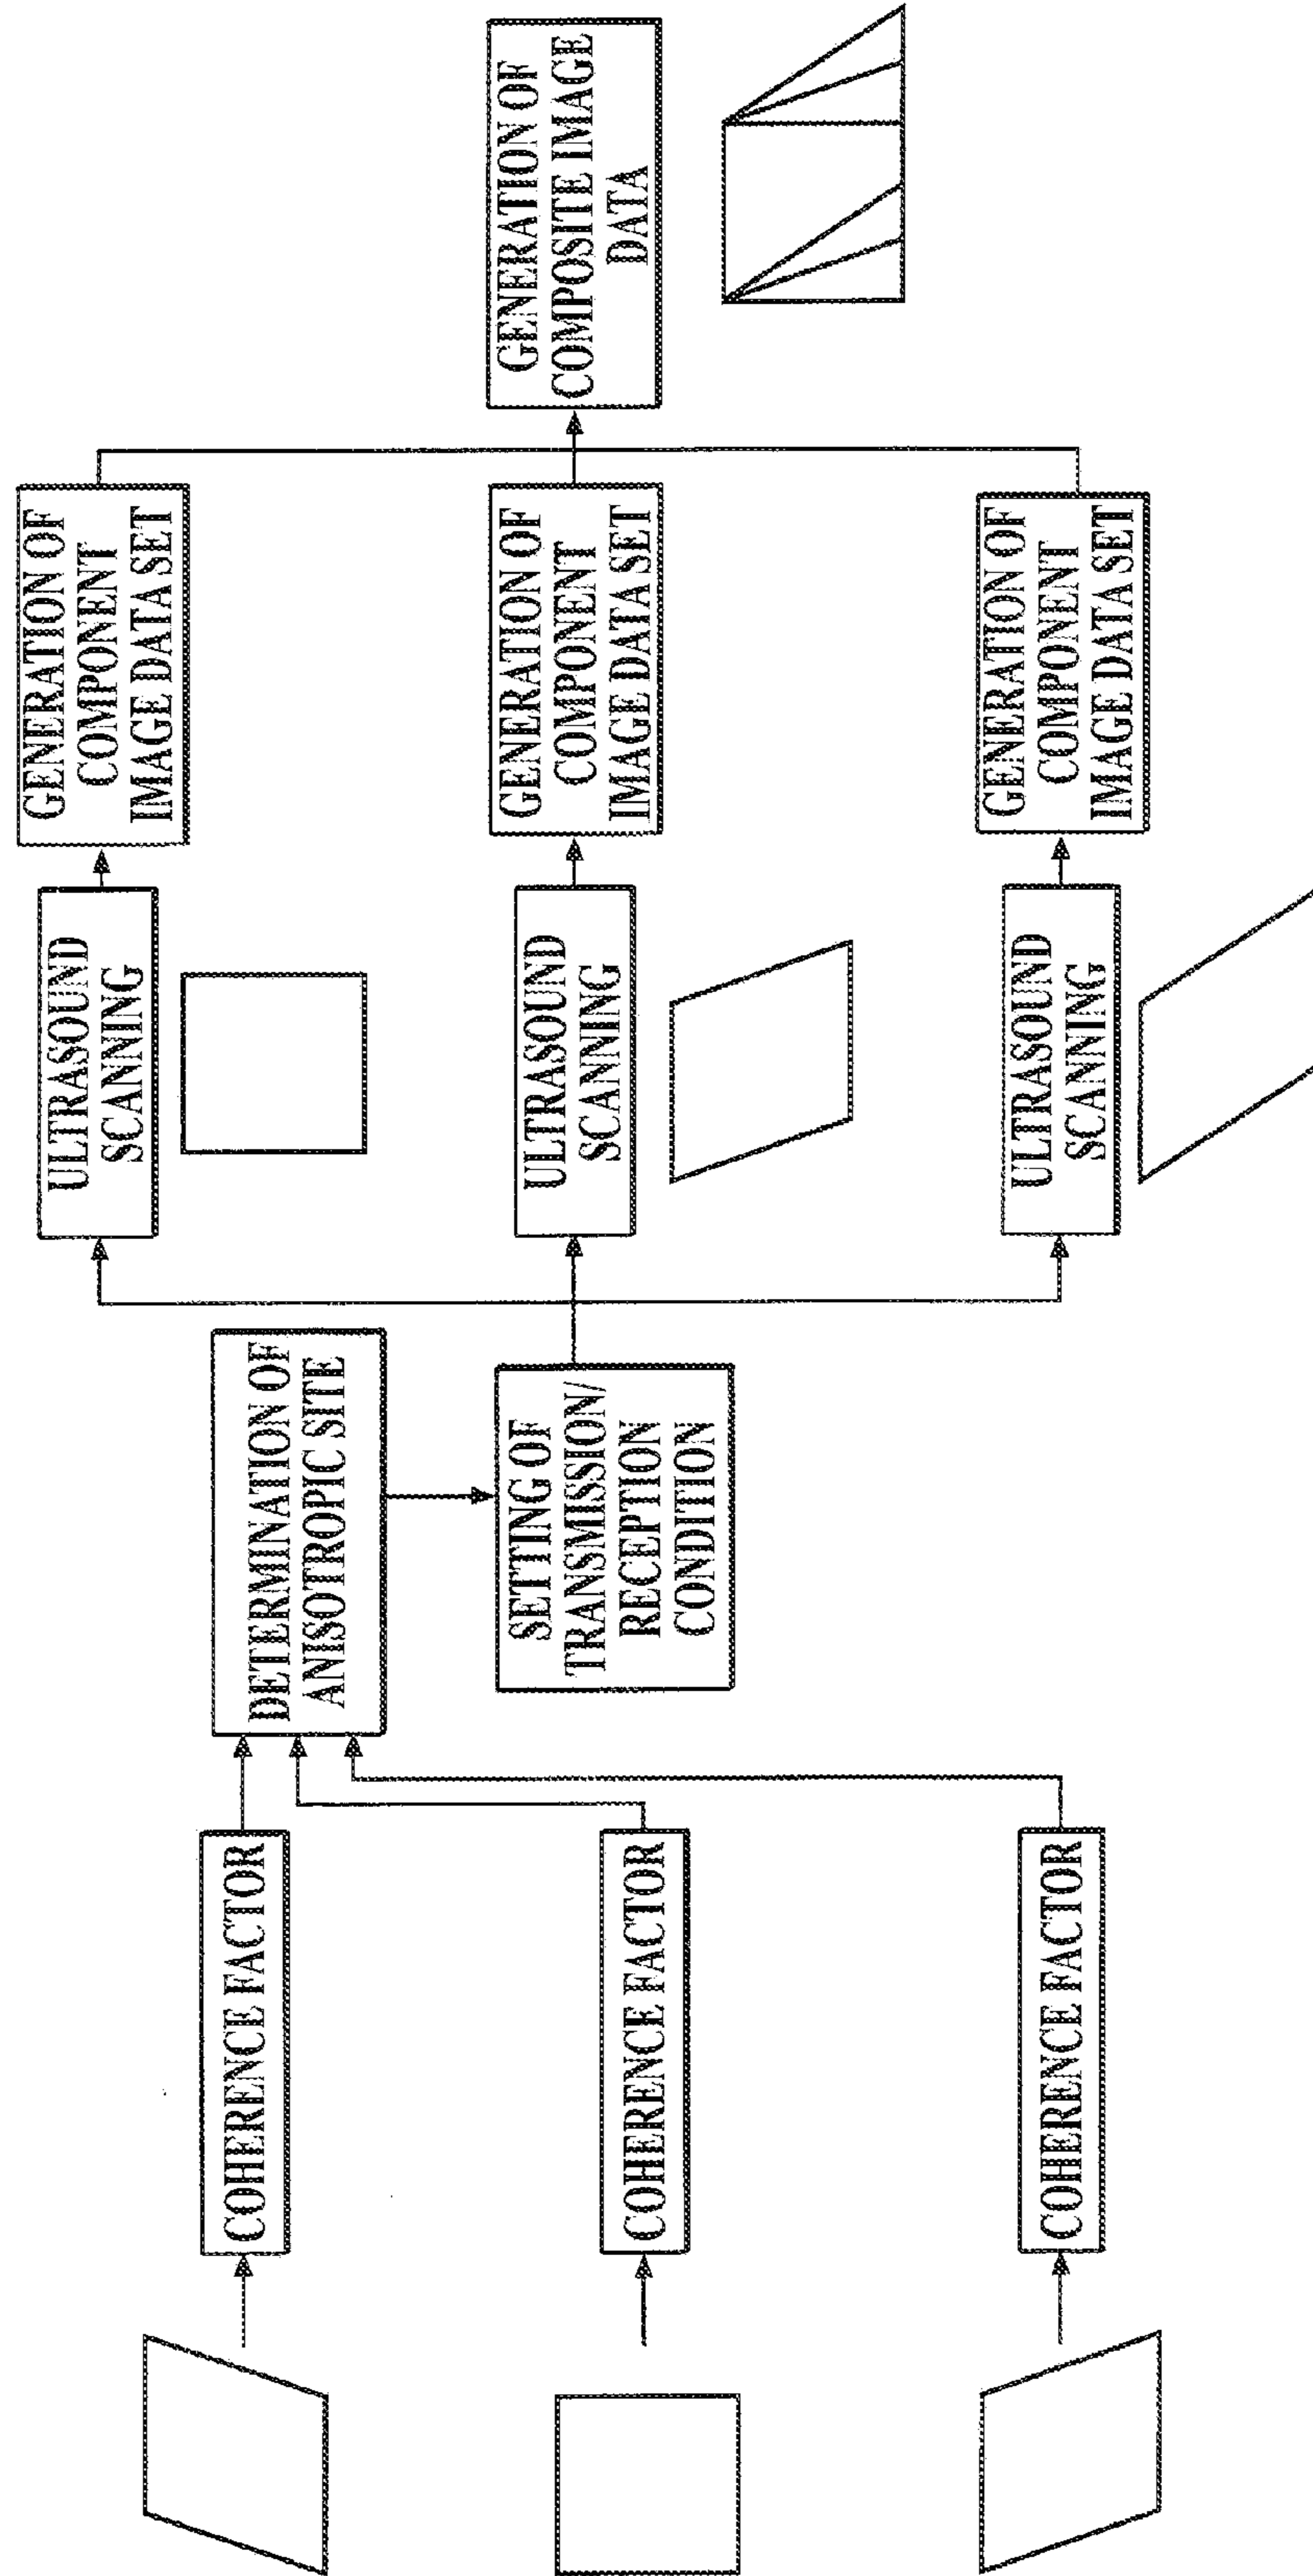 COHERENCE FACTOR
COHERENCE FACTOR
COHERENCE FACTOR
DETERMINATION OF
ANISOTROPIC SITE
SETTING OF
TRANSMISSION/
RECEPTION
CONDITION
ULTRASOUND
SCANNING
ULTRASOUND
SCANNING
ULTRASOUND
SCANNING
GENERATION OF
COMPONENT
IMAGE DATA SET
GENERATION OF
COMPONENT
IMAGE DATA SET
GENERATION OF
COMPONENT
IMAGE DATA SET
GENERATION OF
COMPOSITE IMAGE
DATA